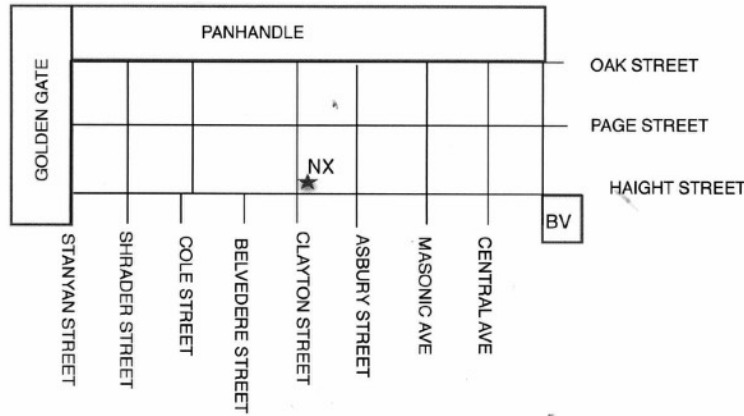 PANHANDLE
OAK STREET
GOLDEN GATE
PAGE STREET
NX
HAIGHT STREET
BV
STANYAN STREET
SHRADER STREET
COLE STREET
BELVEDERE STREET
CLAYTON STREET
ASBURY STREET
MASONIC AVE
CENTRAL AVE